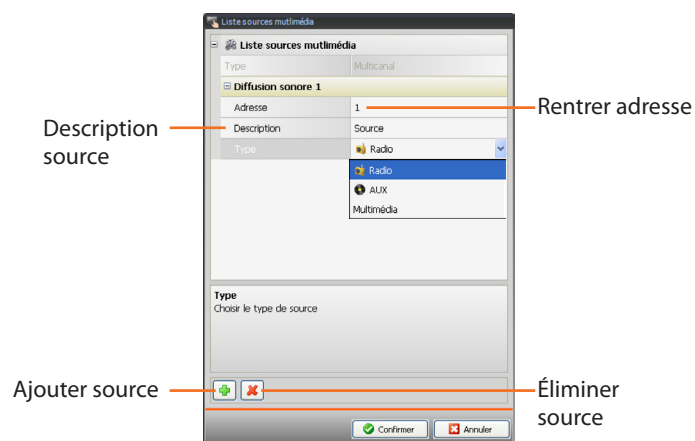 Liste sources mutlimédia
Liste sources mutlimédia
Type Multicanal
Diffusion sonore 1
Adresse 1
Rentrer adresse
Description Source
Description
source
Type Radio
Radio
AUX
Multimédia
Type
Choisir le type de source
Ajouter source
Éliminer
source
Confirmer Annuler